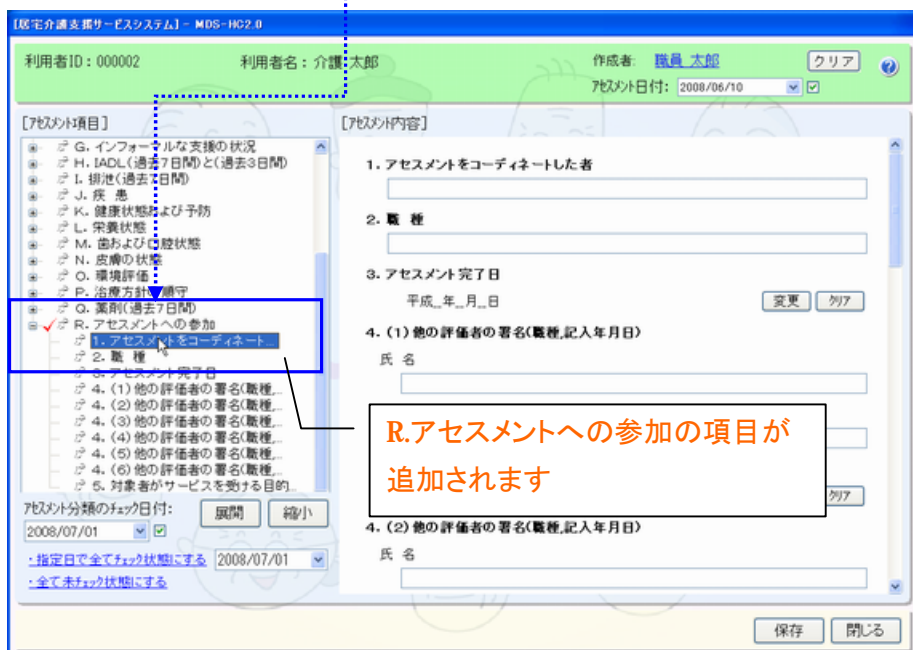 [居宅介護支援サービスシステム] - MDS-HC2.0
利用者ID：000002 利用者名：介護 太郎 作成者: 職員 太郎 クリア
ｱｾｽﾒﾝﾄ日付： 2008/06/10
[ｱｾｽﾒﾝﾄ項目]
G. インフォーマルな支援の状況
H. IADL(過去7日間)と(過去3日間)
I. 排泄(過去7日間)
J. 疾 患
K. 健康状態および予防
L. 栄養状態
M. 歯および口腔状態
N. 皮膚の状態
O. 環境評価
P. 治療方針の順守
Q. 薬剤(過去7日間)
R. アセスメントへの参加
1. アセスメントをコーディネート...
2. 職 種
3. アセスメント完了日
4. (1)他の評価者の署名(職種,...
4. (2)他の評価者の署名(職種,...
4. (3)他の評価者の署名(職種,...
4. (4)他の評価者の署名(職種,...
4. (5)他の評価者の署名(職種,...
4. (6)他の評価者の署名(職種,...
5. 対象者がサービスを受ける目的...
ｱｾｽﾒﾝﾄ分類のﾁｪｯｸ日付： 展開 縮小
2008/07/01
・指定日で全てﾁｪｯｸ状態にする 2008/07/01
・全て未ﾁｪｯｸ状態にする
[ｱｾｽﾒﾝﾄ内容]
1. アセスメントをコーディネートした者
2. 職 種
3. アセスメント完了日
平成__年__月__日 変更 ｸﾘｱ
4. (1)他の評価者の署名(職種,記入年月日)
氏 名
R.アセスメントへの参加の項目が
追加されます
ｸﾘｱ
4. (2)他の評価者の署名(職種,記入年月日)
氏 名
保存 閉じる